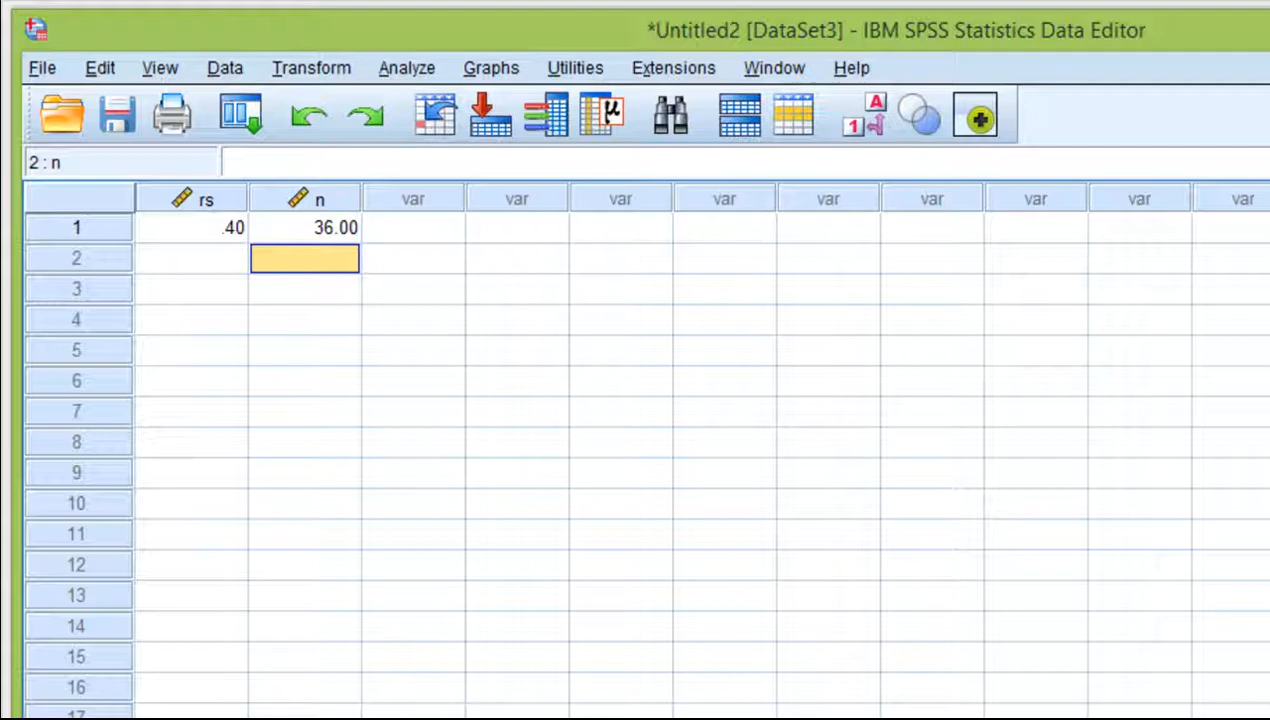 *Untitled2 [DataSet3] - IBM SPSS Statistics Data Editor
File Edit View Data Transform Analyze Graphs Utilities Extensions Window Help
μ A 1
2 : n
rs n var var var var var var var var var
1 .40 36.00
2
3
4
5
6
7
8
9
10
11
12
13
14
15
16
17